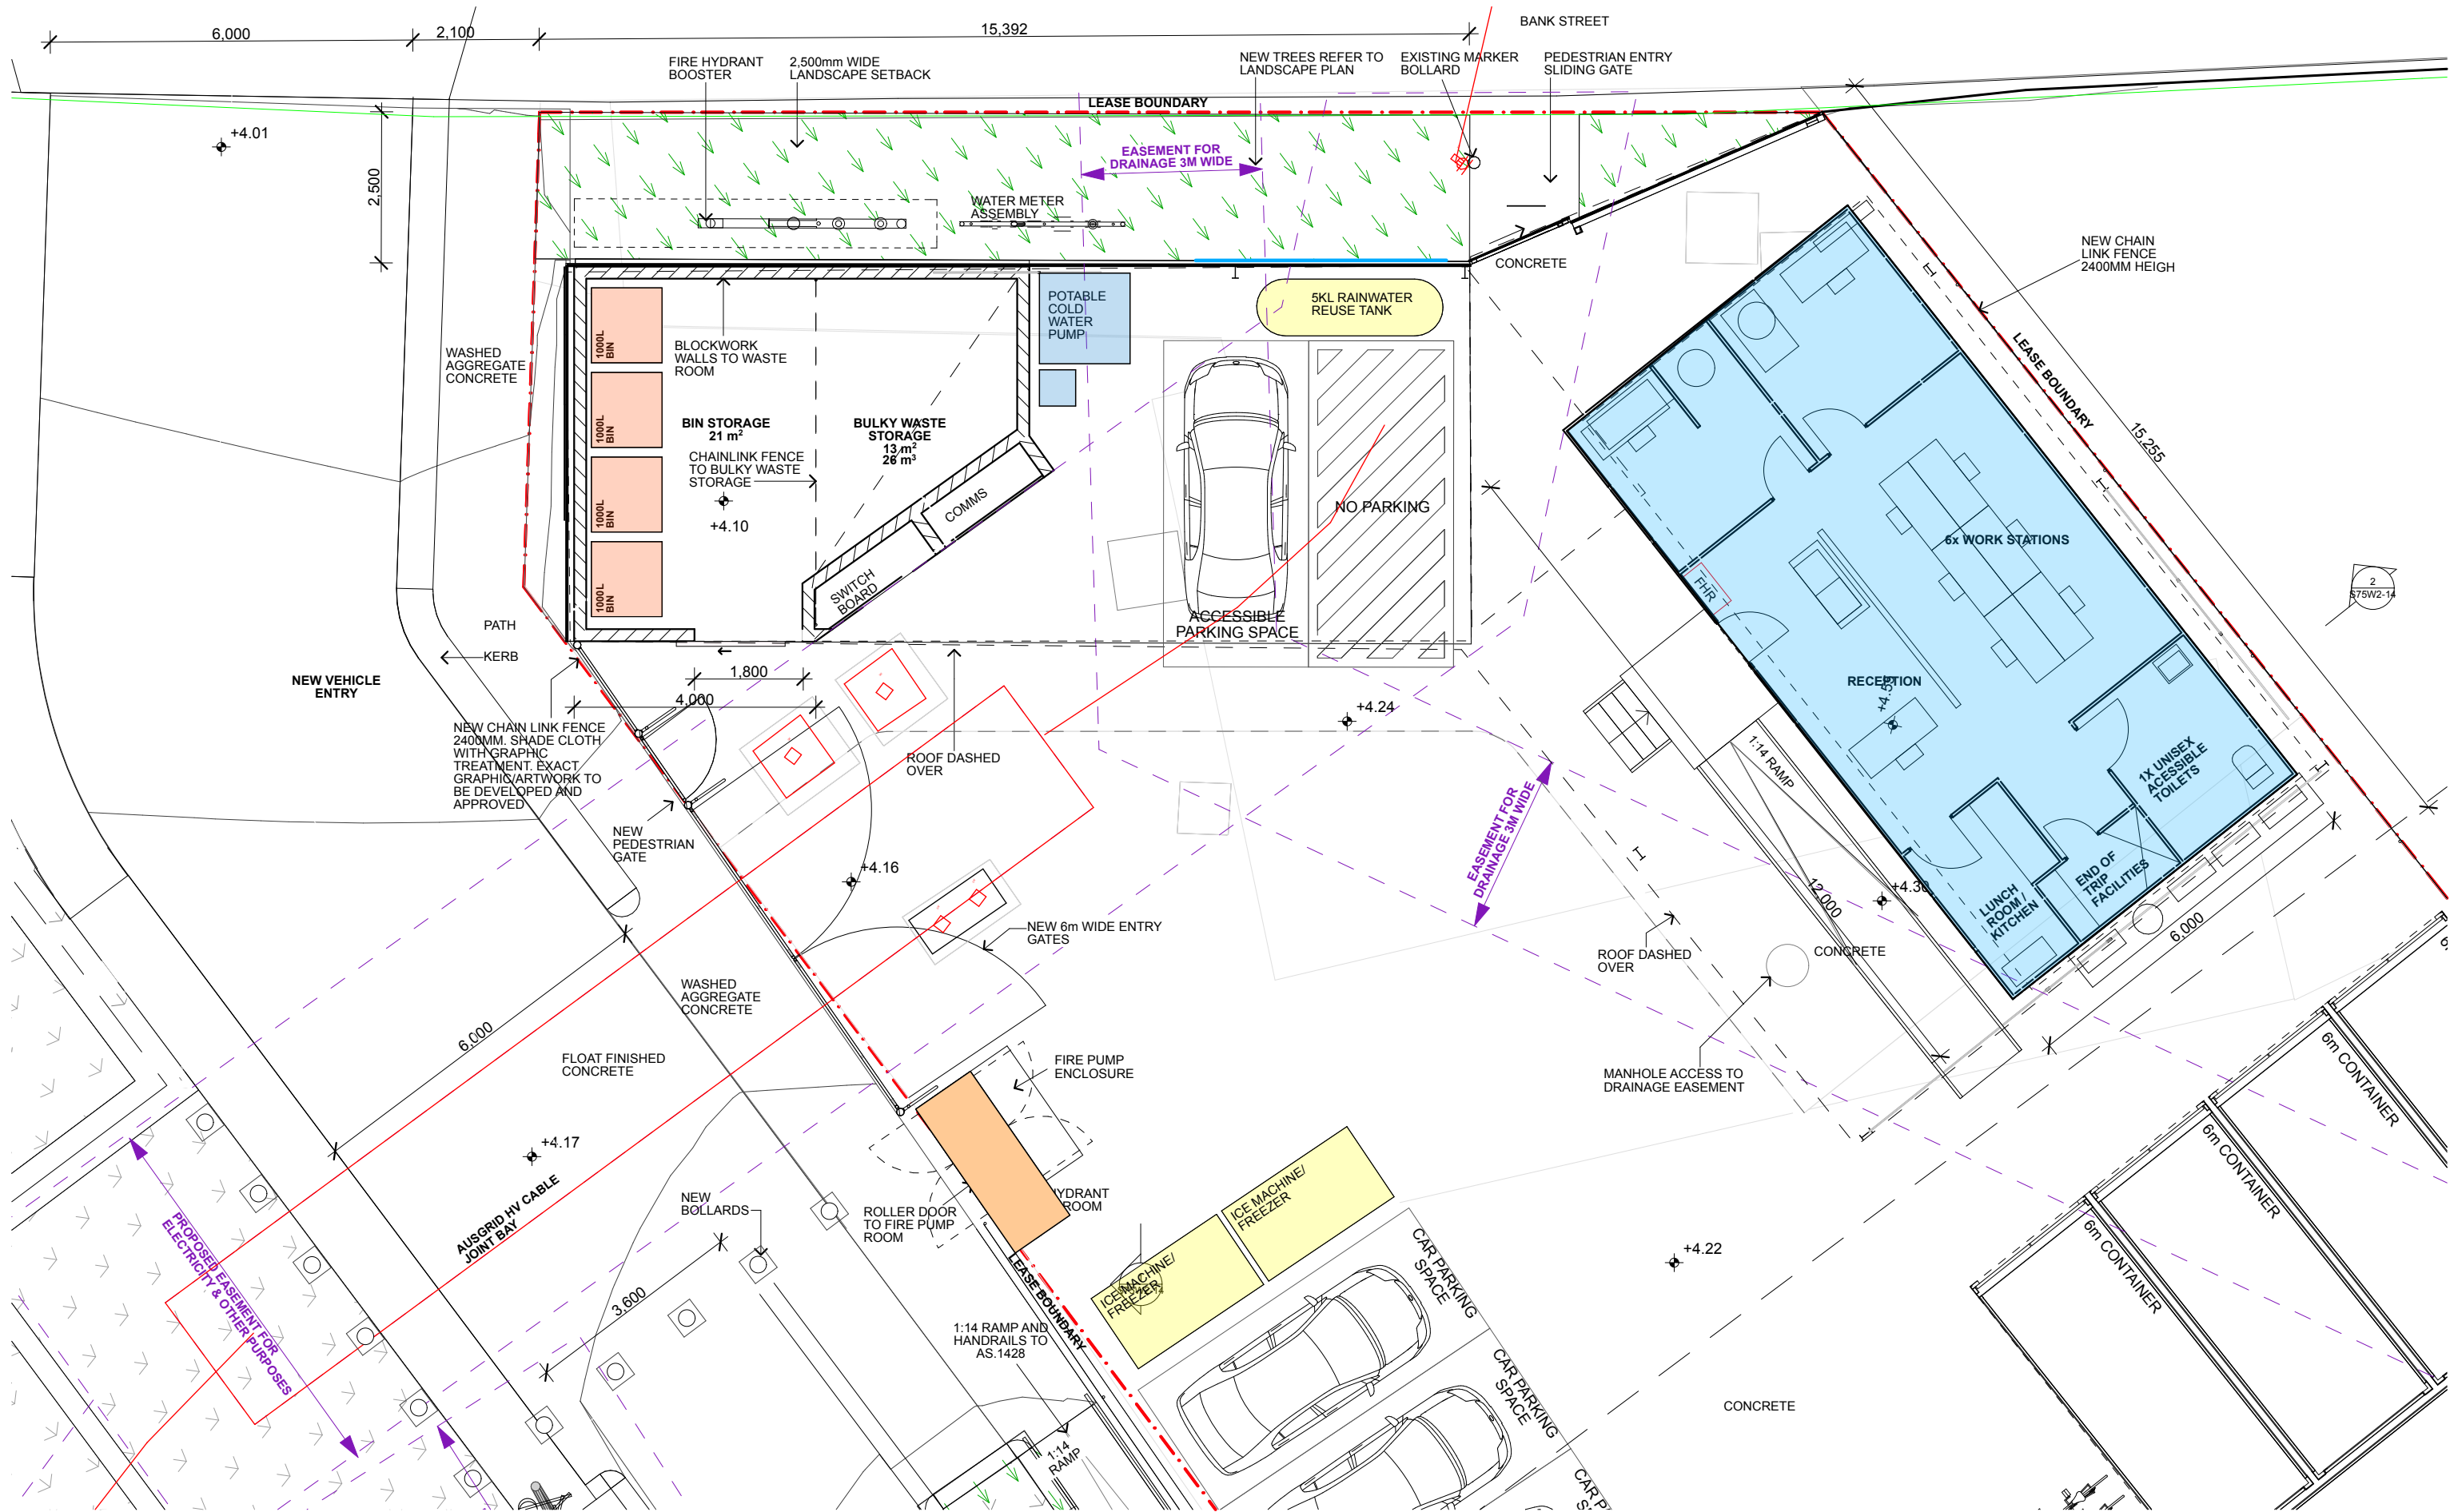 6,000
2,100
15,392
BANK STREET
FIRE HYDRANT
BOOSTER
2,500mm WIDE
LANDSCAPE SETBACK
NEW TREES REFER TO
LANDSCAPE PLAN
EXISTING MARKER
BOLLARD
PEDESTRIAN ENTRY
SLIDING GATE
LEASE BOUNDARY
+4.01
2,500
EASEMENT FOR
DRAINAGE 3M WIDE
WATER METER
ASSEMBLY
CONCRETE
NEW CHAIN
LINK FENCE
2400MM HEIGH
LEASE BOUNDARY
15,255
POTABLE
COLD
WATER
PUMP
5KL RAINWATER
REUSE TANK
1000L
BIN
1000L
BIN
1000L
BIN
1000L
BIN
BLOCKWORK
WALLS TO WASTE
ROOM
WASHED
AGGREGATE
CONCRETE
BIN STORAGE
21 m²
BULKY WASTE
STORAGE
13 m²
26 m³
CHAINLINK FENCE
TO BULKY WASTE
STORAGE
+4.10
COMMS
SWITCH
BOARD
NO PARKING
ACCESSIBLE
PARKING SPACE
6x WORK STATIONS
FHR
RECEPTION
2
S75W2-14
PATH
KERB
NEW VEHICLE
ENTRY
1,800
4,000
NEW CHAIN LINK FENCE
2400MM. SHADE CLOTH
WITH GRAPHIC
TREATMENT. EXACT
GRAPHIC/ARTWORK TO
BE DEVELOPED AND
APPROVED
ROOF DASHED
OVER
+4.24
1:14 RAMP
1X UNISEX
ACESSIBLE
TOILETS
NEW
PEDESTRIAN
GATE
+4.16
EASEMENT FOR
DRAINAGE 3M WIDE
12,000
+4.30
LUNCH
ROOM /
KITCHEN
END OF
TRIP
FACILITIES
6,000
NEW 6m WIDE ENTRY
GATES
ROOF DASHED
OVER
CONCRETE
WASHED
AGGREGATE
CONCRETE
6,000
FLOAT FINISHED
CONCRETE
FIRE PUMP
ENCLOSURE
MANHOLE ACCESS TO
DRAINAGE EASEMENT
6m CONTAINER
6m CONTAINER
6m CONTAINER
+4.17
AUSGRID HV CABLE
JOINT BAY
PROPOSED EASEMENT FOR
ELECTRICITY & OTHER PURPOSES
NEW
BOLLARDS
ROLLER DOOR
TO FIRE PUMP
ROOM
HYDRANT
ROOM
ICE MACHINE/
FREEZER
ICE MACHINE/
FREEZER
LEASE BOUNDARY
+4.22
3,600
1:14 RAMP AND
HANDRAILS TO
AS.1428
CAR PARKING
SPACE
CAR PARKING
SPACE
CONCRETE
1:14
RAMP